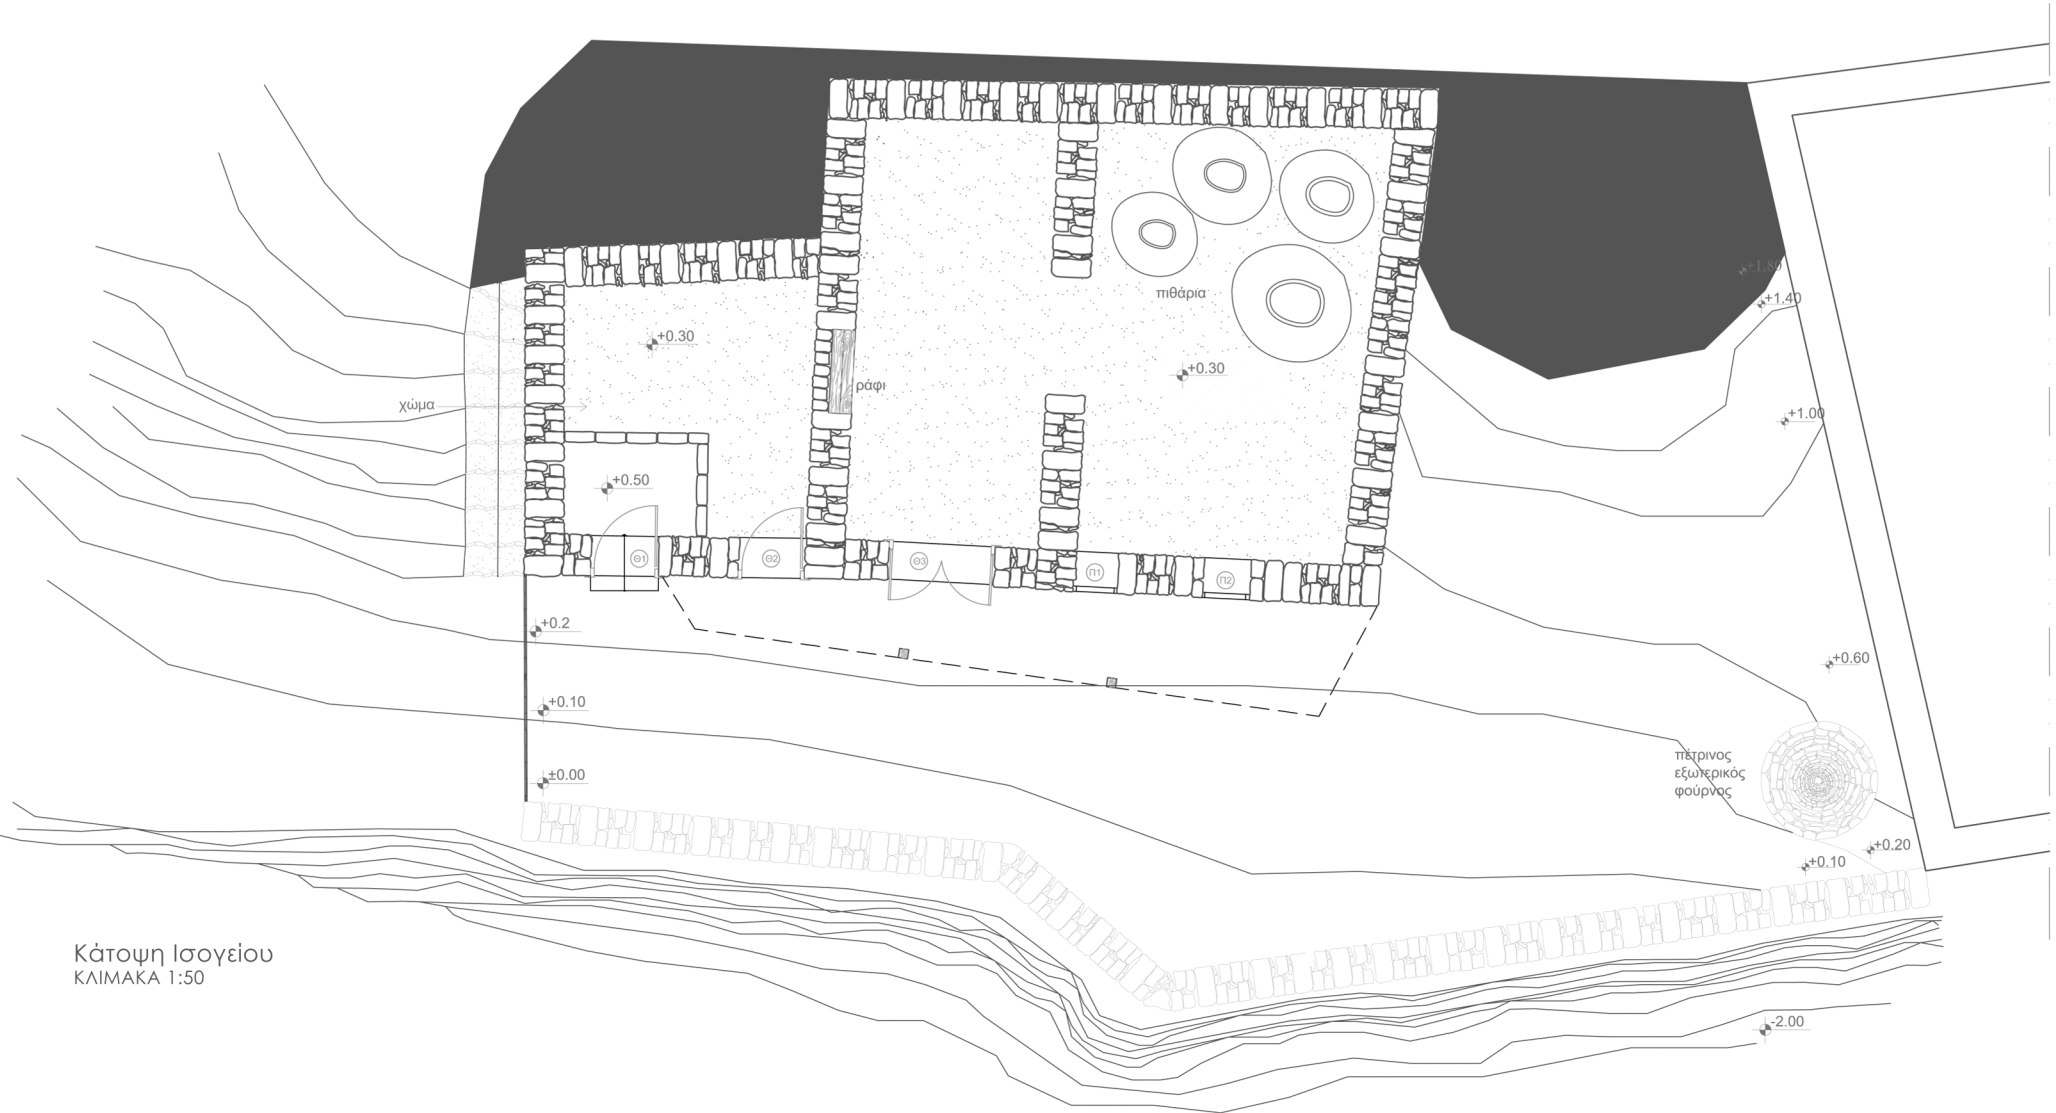 ±1.80
+1.40
πιθάρια
+0.30
+0.30
ράφι
χώμα
+1.00
+0.50
Θ1
Θ2
Θ3
Π1
Π2
+0.2
+0.60
+0.10
πέτρινος
εξωτερικός
φούρνος
±0.00
+0.20
+0.10
Κάτοψη Ισογείου
ΚΛΙΜΑΚΑ 1:50
-2.00